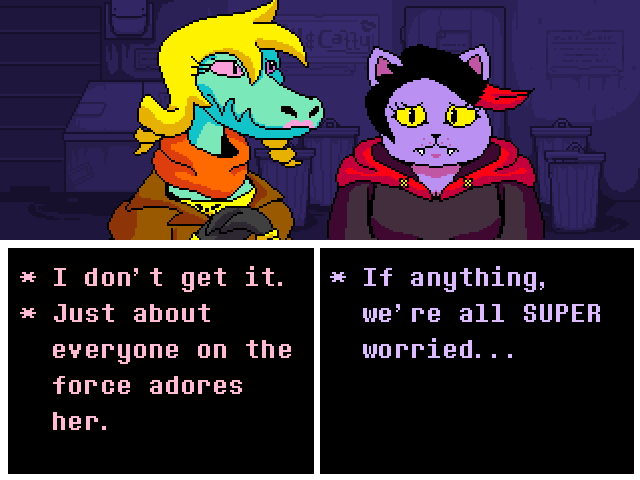 * I don't get it.
* Just about
everyone on the
force adores
her.
* If anything,
we're all SUPER
worried...